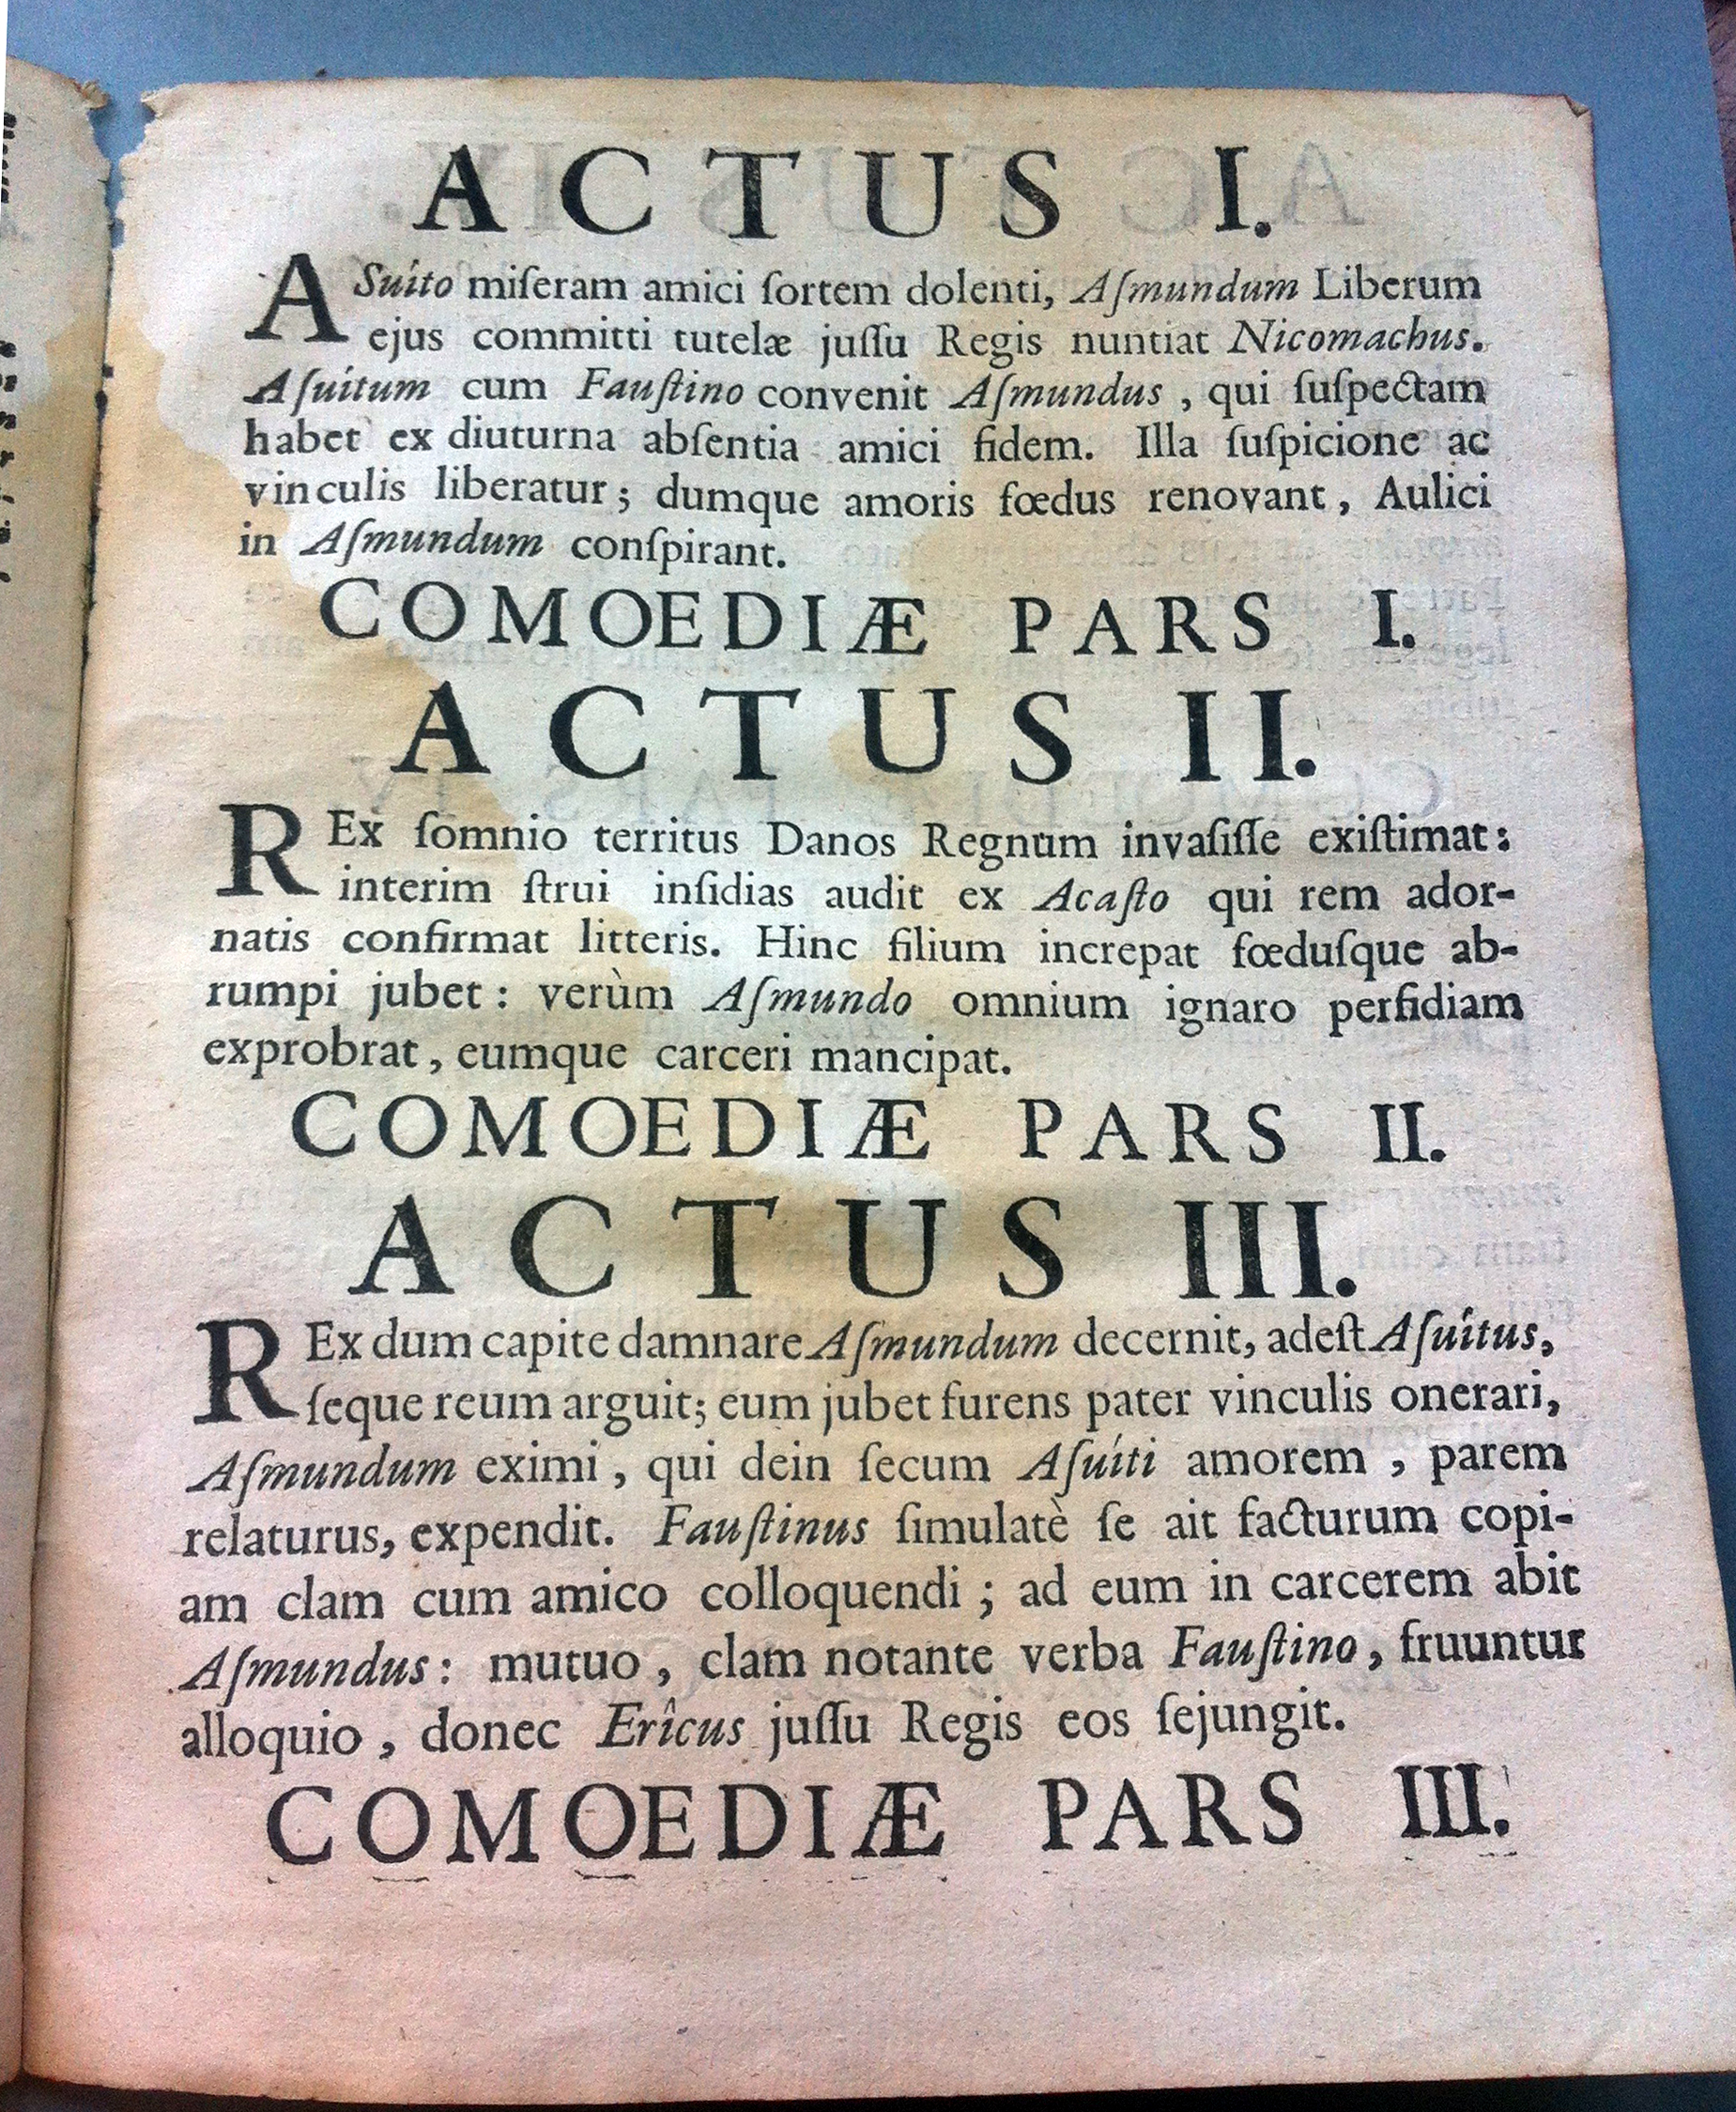 ACTUS I.
ASuíto miſeram amici ſortem dolenti, Aſmundum Liberum
ejus committi tutelæ juſſu Regis nuntiat Nicomachus.
Aſuítum cum Fauſtino convenit Aſmundus, qui ſuſpectam
habet ex diuturna abſentia amici fidem. Illa ſuſpicione ac
vinculis liberatur; dumque amoris fœdus renovant, Aulici
in Aſmundum conſpirant.
COMOEDIÆ PARS I.
ACTUS II.
REx ſomnio territus Danos Regnum invaſiſſe exiſtimat:
interim ſtrui inſidias audit ex Acaſto qui rem ador-
natis confirmat litteris. Hinc filium increpat fœduſque ab-
rumpi jubet: verùm Aſmundo omnium ignaro perfidiam
exprobrat, eumque carceri mancipat.
COMOEDIÆ PARS II.
ACTUS III.
REx dum capite damnare Aſmundum decernit, adeſt Aſuítus,
ſeque reum arguit; eum jubet furens pater vinculis onerari,
Aſmundum eximi, qui dein ſecum Aſuíti amorem, parem
relaturus, expendit. Fauſtinus ſimulatè ſe ait facturum copi-
am clam cum amico colloquendi; ad eum in carcerem abit
Aſmundus: mutuo, clam notante verba Fauſtino, fruuntur
alloquio, donec Erîcus juſſu Regis eos ſejungit.
COMOEDIÆ PARS III.